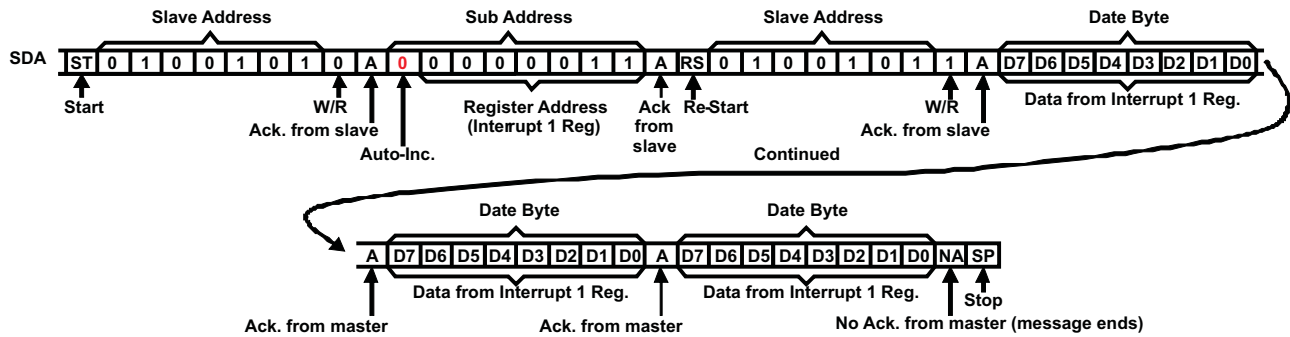 Slave Address Sub Address Slave Address Date Byte
SDA ST 0 1 0 0 1 0 1 0 A 0 0 0 0 0 0 1 1 A RS 0 1 0 0 1 0 1 1 A D7 D6 D5 D4 D3 D2 D1 D0
Start W/R Register Address Ack Re-Start W/R Data from Interrupt 1 Reg.
Ack. from slave (Interrupt 1 Reg) from Ack. from slave
Auto-Inc. slave Continued
Date Byte Date Byte
A D7 D6 D5 D4 D3 D2 D1 D0 A D7 D6 D5 D4 D3 D2 D1 D0 NA SP
Data from Interrupt 1 Reg. Data from Interrupt 1 Reg. Stop
Ack. from master Ack. from master No Ack. from master (message ends)